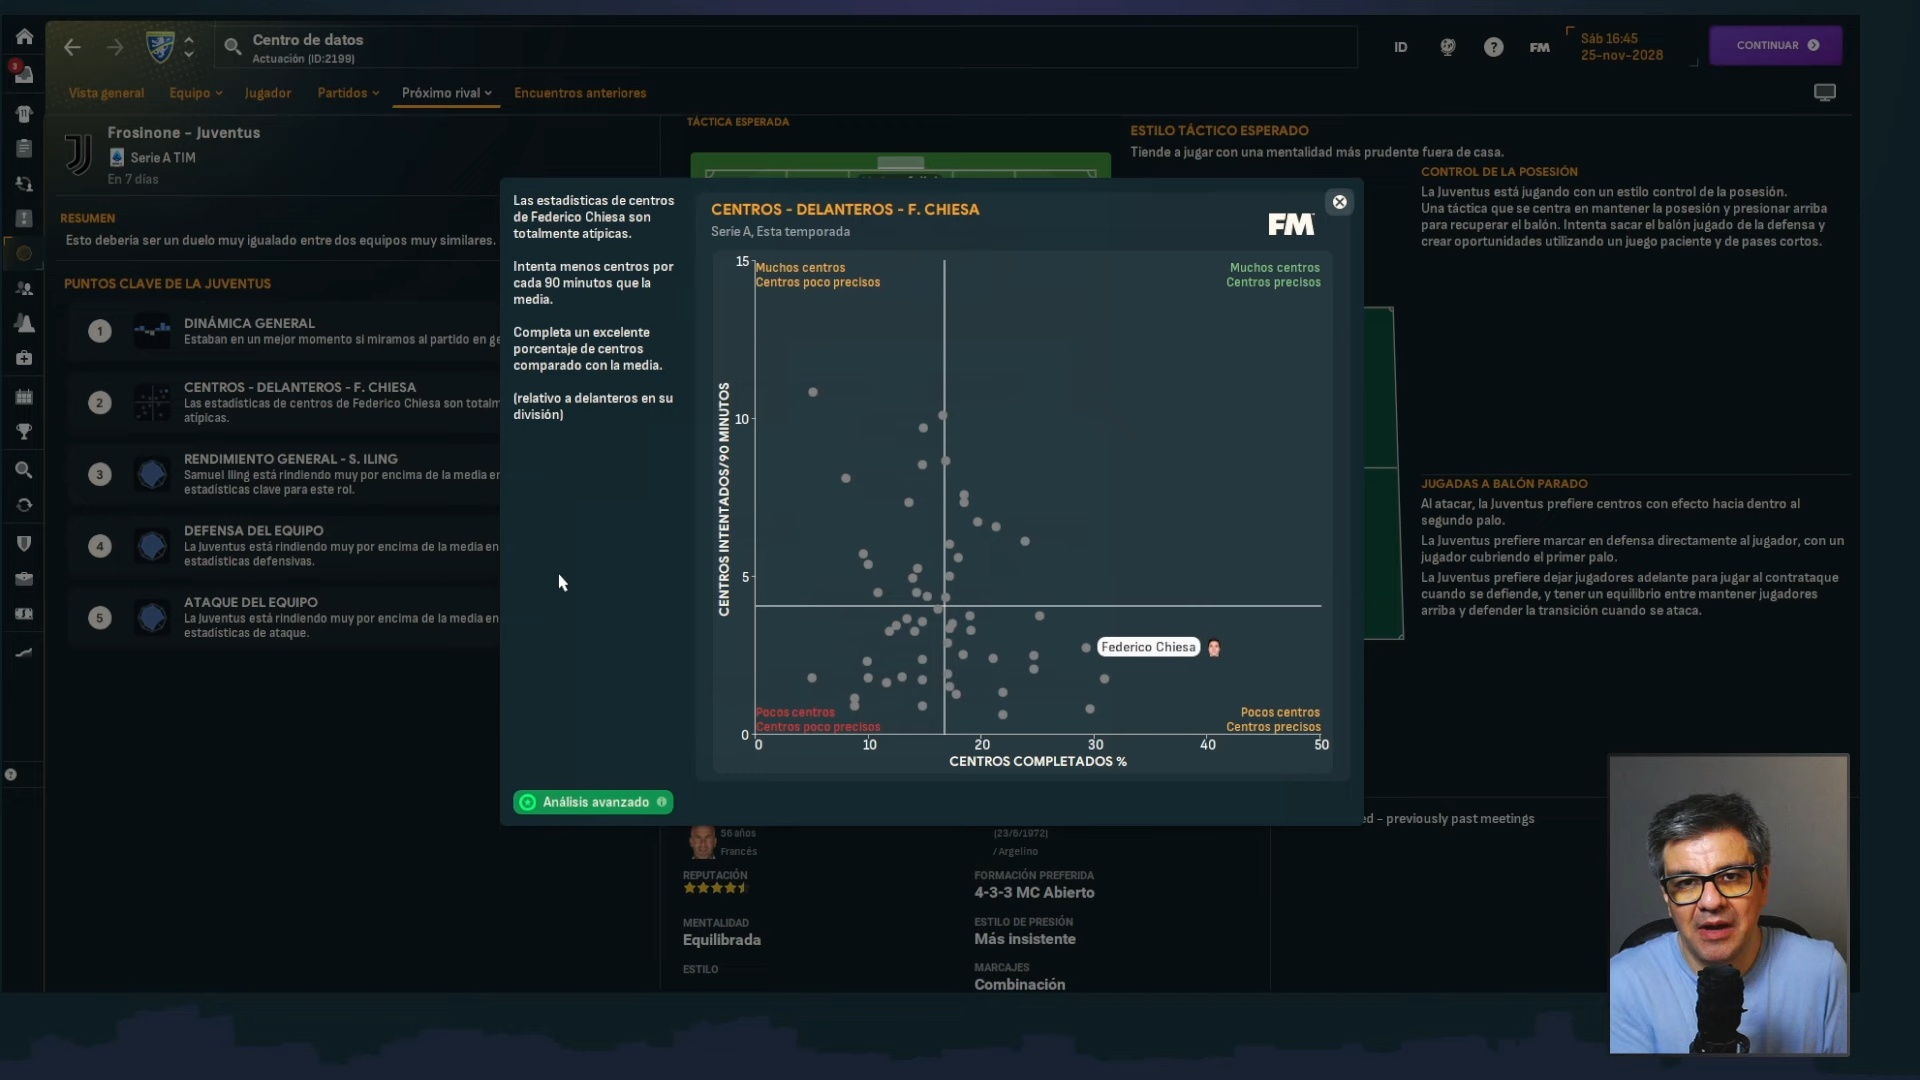 3
Centro de datos
Actuación (ID:2199)
ID
?
FM
Sáb 16:45
25-nov-2028
CONTINUAR
Vista general
Equipo
Jugador
Partidos
Próximo rival
Encuentros anteriores
Frosinone - Juventus
Serie A TIM
En 7 días
RESUMEN
Esto debería ser un duelo muy igualado entre dos equipos muy similares.
PUNTOS CLAVE DE LA JUVENTUS
1
DINÁMICA GENERAL
Estaban en un mejor momento si miramos al partido en ge
2
CENTROS - DELANTEROS - F. CHIESA
Las estadísticas de centros de Federico Chiesa son totalm
atípicas.
3
RENDIMIENTO GENERAL - S. ILING
Samuel Iling está rindiendo muy por encima de la media en
estadísticas clave para este rol.
4
DEFENSA DEL EQUIPO
La Juventus está rindiendo muy por encima de la media en
estadísticas defensivas.
5
ATAQUE DEL EQUIPO
La Juventus está rindiendo muy por encima de la media en
estadísticas de ataque.
TÁCTICA ESPERADA
ESTILO TÁCTICO ESPERADO
Tiende a jugar con una mentalidad más prudente fuera de casa.
CONTROL DE LA POSESIÓN
La Juventus está jugando con un estilo control de la posesión.
Una táctica que se centra en mantener la posesión y presionar arriba
para recuperar el balón. Intenta sacar el balón jugado de la defensa y
crear oportunidades utilizando un juego paciente y de pases cortos.
JUGADAS A BALÓN PARADO
Al atacar, la Juventus prefiere centros con efecto hacia dentro al
segundo palo.
La Juventus prefiere marcar en defensa directamente al jugador, con un
jugador cubriendo el primer palo.
La Juventus prefiere dejar jugadores adelante para jugar al contrataque
cuando se defiende, y tener un equilibrio entre mantener jugadores
arriba y defender la transición cuando se ataca.
Las estadísticas de centros
de Federico Chiesa son
totalmente atípicas.
Intenta menos centros por
cada 90 minutos que la
media.
Completa un excelente
porcentaje de centros
comparado con la media.
(relativo a delanteros en su
división)
Análisis avanzado
CENTROS - DELANTEROS - F. CHIESA
Serie A, Esta temporada
FM
Muchos centros
Centros poco precisos
Muchos centros
Centros precisos
CENTROS INTENTADOS/90 MINUTOS
15
10
5
0
Federico Chiesa
Pocos centros
Centros poco precisos
Pocos centros
Centros precisos
0
10
20
30
40
50
CENTROS COMPLETADOS %
56 años
Francés
(23/6/1972)
/ Argelino
ed - previously past meetings
REPUTACIÓN
FORMACIÓN PREFERIDA
4-3-3 MC Abierto
MENTALIDAD
Equilibrada
ESTILO DE PRESIÓN
Más insistente
ESTILO
MARCAJES
Combinación